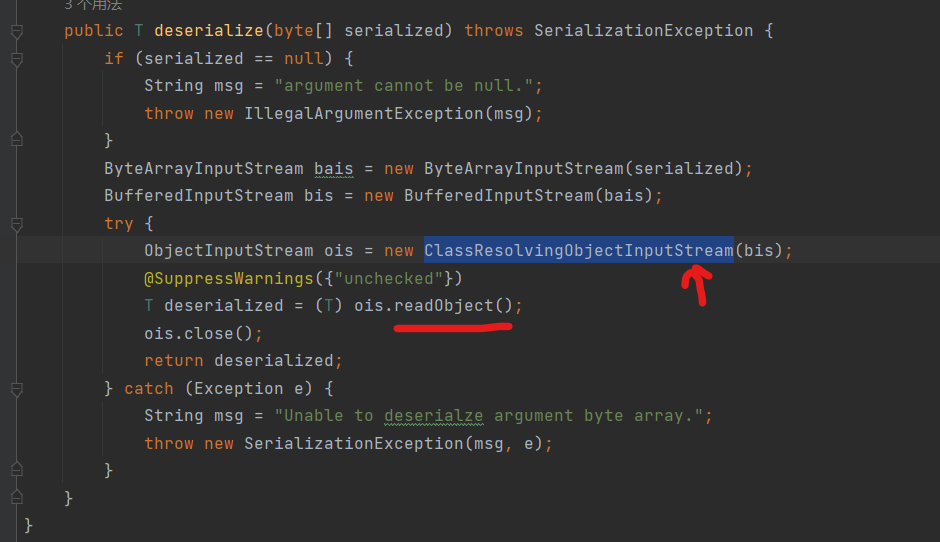 3 个用法
public T deserialize(byte[] serialized) throws SerializationException {
if (serialized == null) {
String msg = "argument cannot be null.";
throw new IllegalArgumentException(msg);
}
ByteArrayInputStream bais = new ByteArrayInputStream(serialized);
BufferedInputStream bis = new BufferedInputStream(bais);
try {
ObjectInputStream ois = new ClassResolvingObjectInputStream(bis);
@SuppressWarnings({"unchecked"})
T deserialized = (T) ois.readObject();
ois.close();
return deserialized;
} catch (Exception e) {
String msg = "Unable to deserialze argument byte array.";
throw new SerializationException(msg, e);
}
}
}